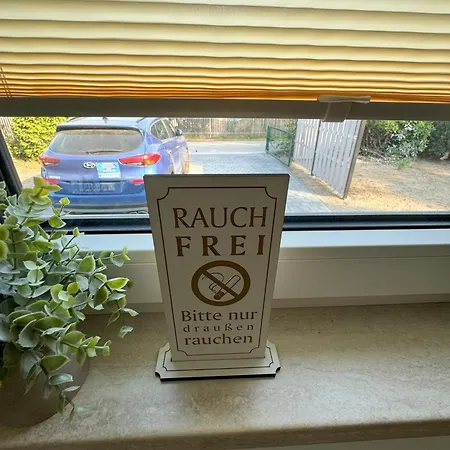 RAUCH
FREI
Bitte nur
draußen
rauchen